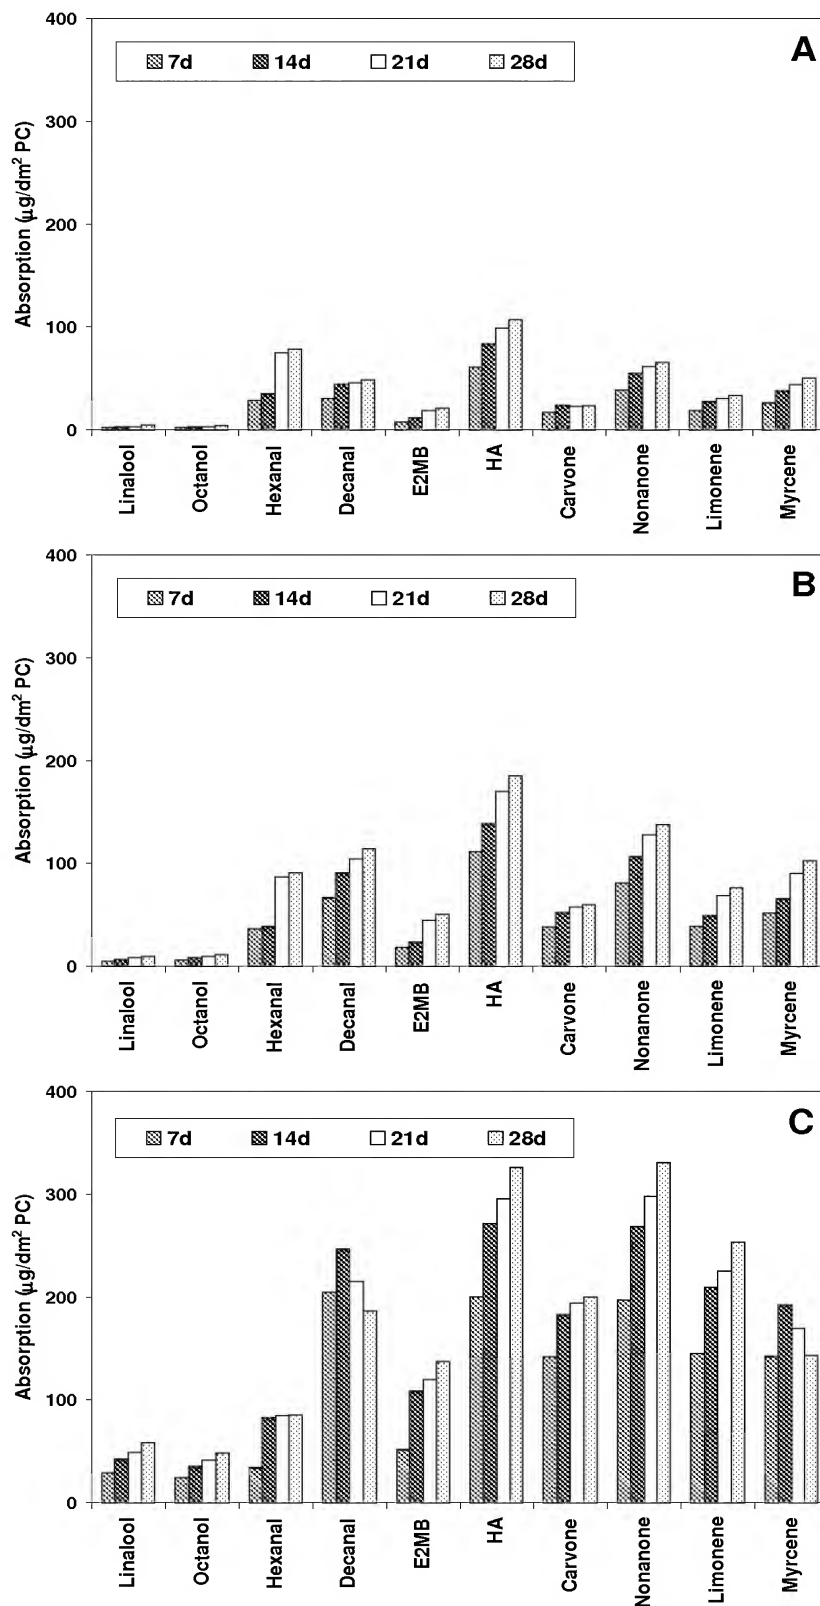 A
7d 14d 21d 28d
Absorption (µg/dm² PC)
400
300
200
100
0
Linalool
Octanol
Hexanal
Decanal
E2MB
HA
Carvone
Nonanone
Limonene
Myrcene
B
7d 14d 21d 28d
Absorption (µg/dm² PC)
400
300
200
100
0
Linalool
Octanol
Hexanal
Decanal
E2MB
HA
Carvone
Nonanone
Limonene
Myrcene
C
7d 14d 21d 28d
Absorption (µg/dm² PC)
400
300
200
100
0
Linalool
Octanol
Hexanal
Decanal
E2MB
HA
Carvone
Nonanone
Limonene
Myrcene